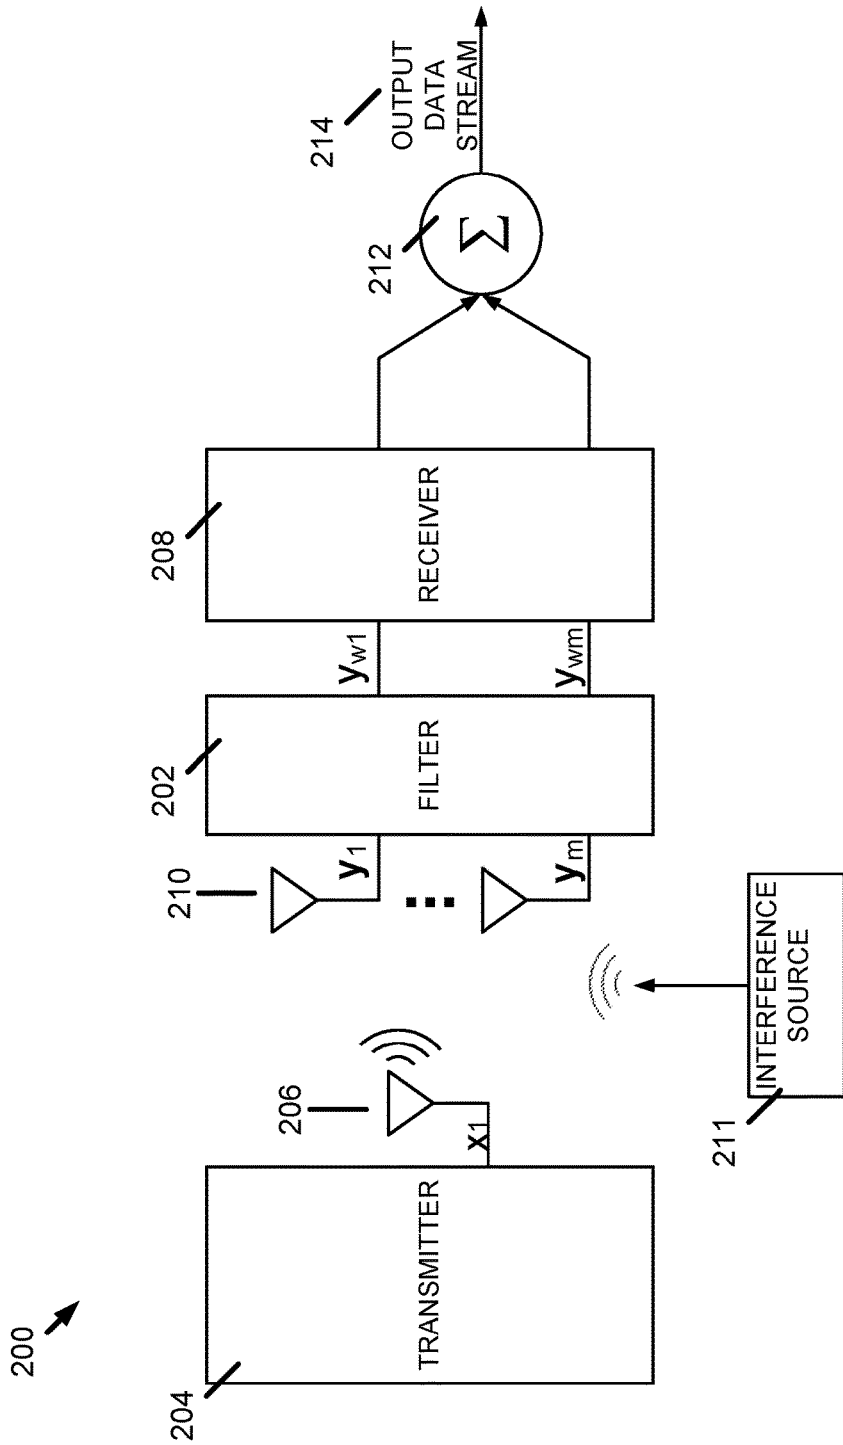 200
204
TRANSMITTER
x1
206
211
INTERFERENCE
SOURCE
210
y1
ym
202
FILTER
yw1
ywm
208
RECEIVER
212
Σ
214
OUTPUT
DATA
STREAM